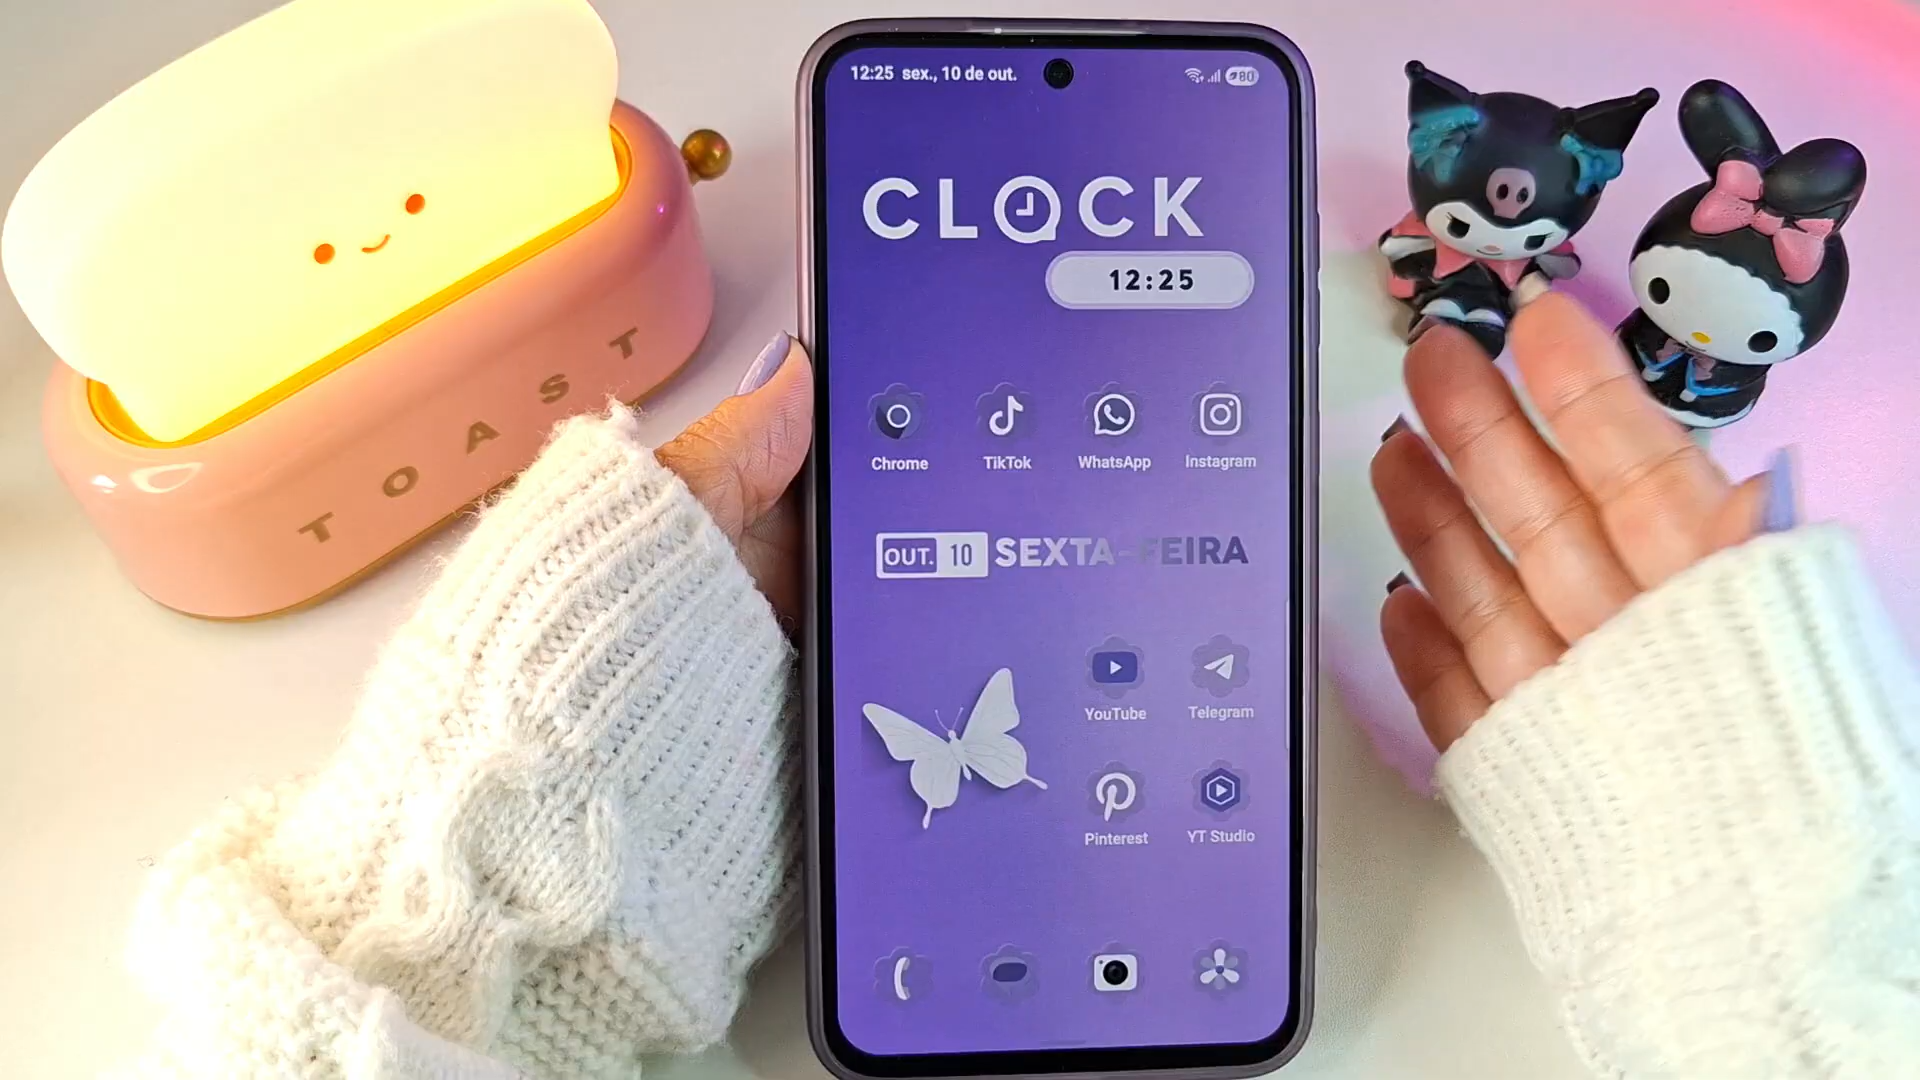 12:25 sex., 10 de out.
80
CLOCK
12:25
Chrome
TikTok
WhatsApp
Instagram
OUT. 10 SEXTA-FEIRA
YouTube
Telegram
Pinterest
YT Studio
TOAST